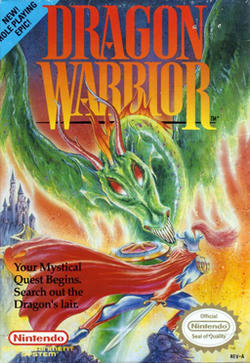 NEW!
ROLE PLAYING
EPIC!
DRAGON
WARRIOR
TM
Your Mystical
Quest Begins.
Search out the
Dragon's lair.
Nintendo
ENTERTAINMENT
SYSTEM
Official
Nintendo
Seal of Quality
REV-A